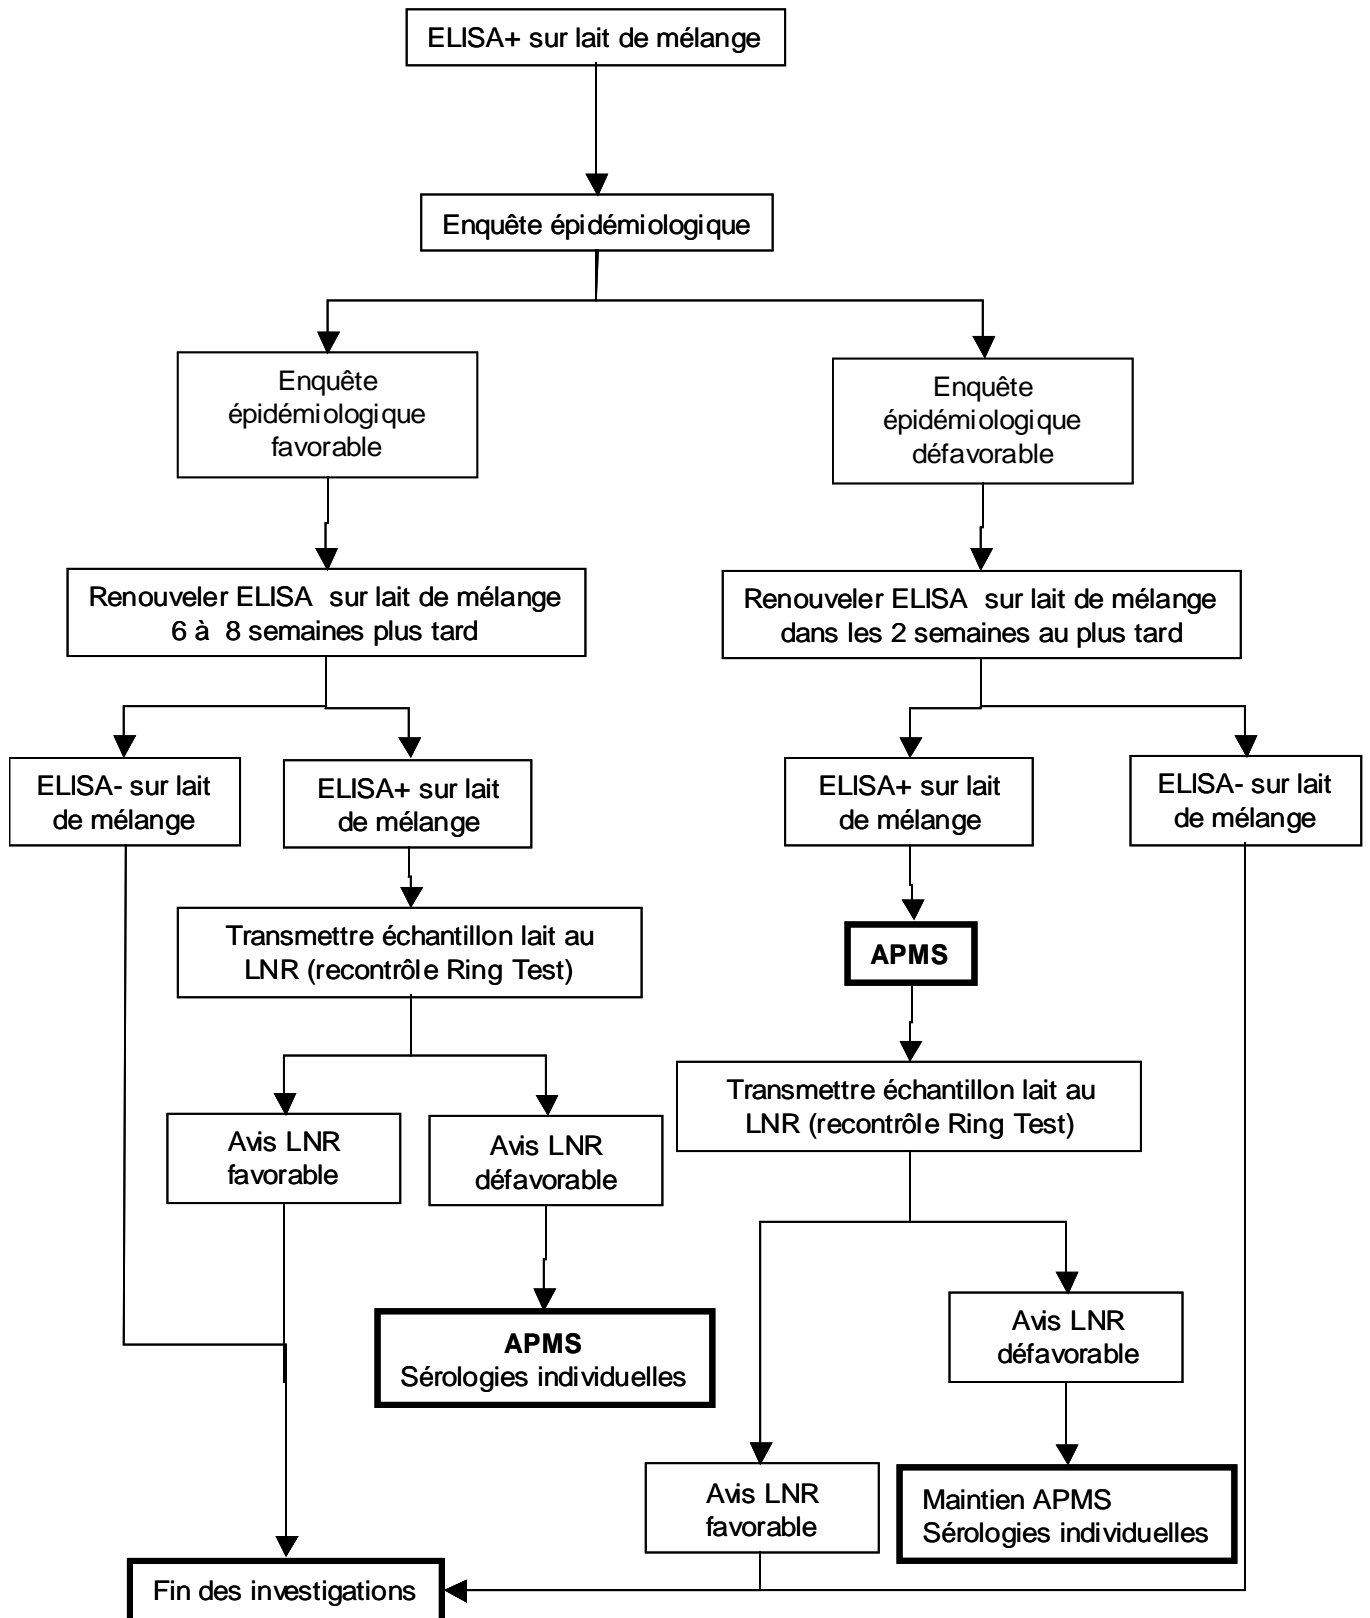 ELISA+ sur lait de mélange
Enquête épidémiologique
Enquête
épidémiologique
favorable
Enquête
épidémiologique
défavorable
Renouveler ELISA sur lait de mélange
6 à 8 semaines plus tard
Renouveler ELISA sur lait de mélange
dans les 2 semaines au plus tard
ELISA- sur lait
de mélange
ELISA+ sur lait
de mélange
ELISA+ sur lait
de mélange
ELISA- sur lait
de mélange
Transmettre échantillon lait au
LNR (recontrôle Ring Test)
APMS
Transmettre échantillon lait au
LNR (recontrôle Ring Test)
Avis LNR
favorable
Avis LNR
défavorable
APMS
Sérologies individuelles
Avis LNR
défavorable
Avis LNR
favorable
Maintien APMS
Sérologies individuelles
Fin des investigations